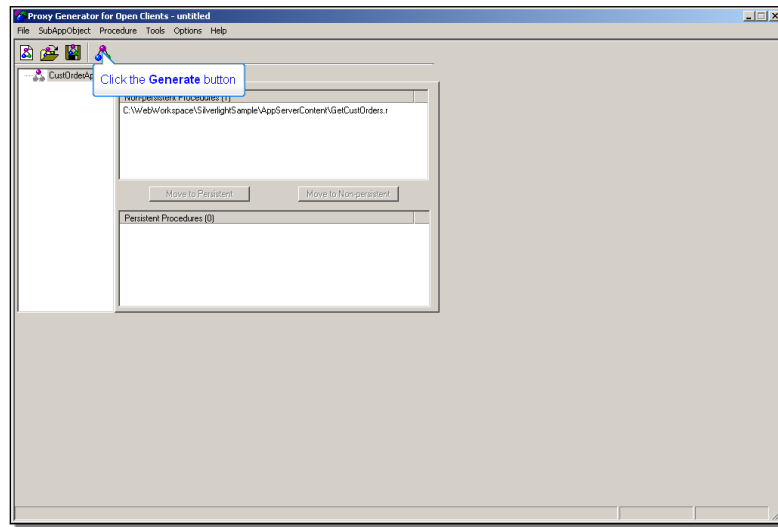 Proxy Generator for Open Clients - untitled
File SubAppObject Procedure Tools Options Help
CustOrderAp
Click the Generate button
Non-persistent Procedures (1)
C:\WebWorkspace\SilverlightSample\AppServerContent\GetCustOrders.r
Move to Persistent Move to Non-persistent
Persistent Procedures (0)